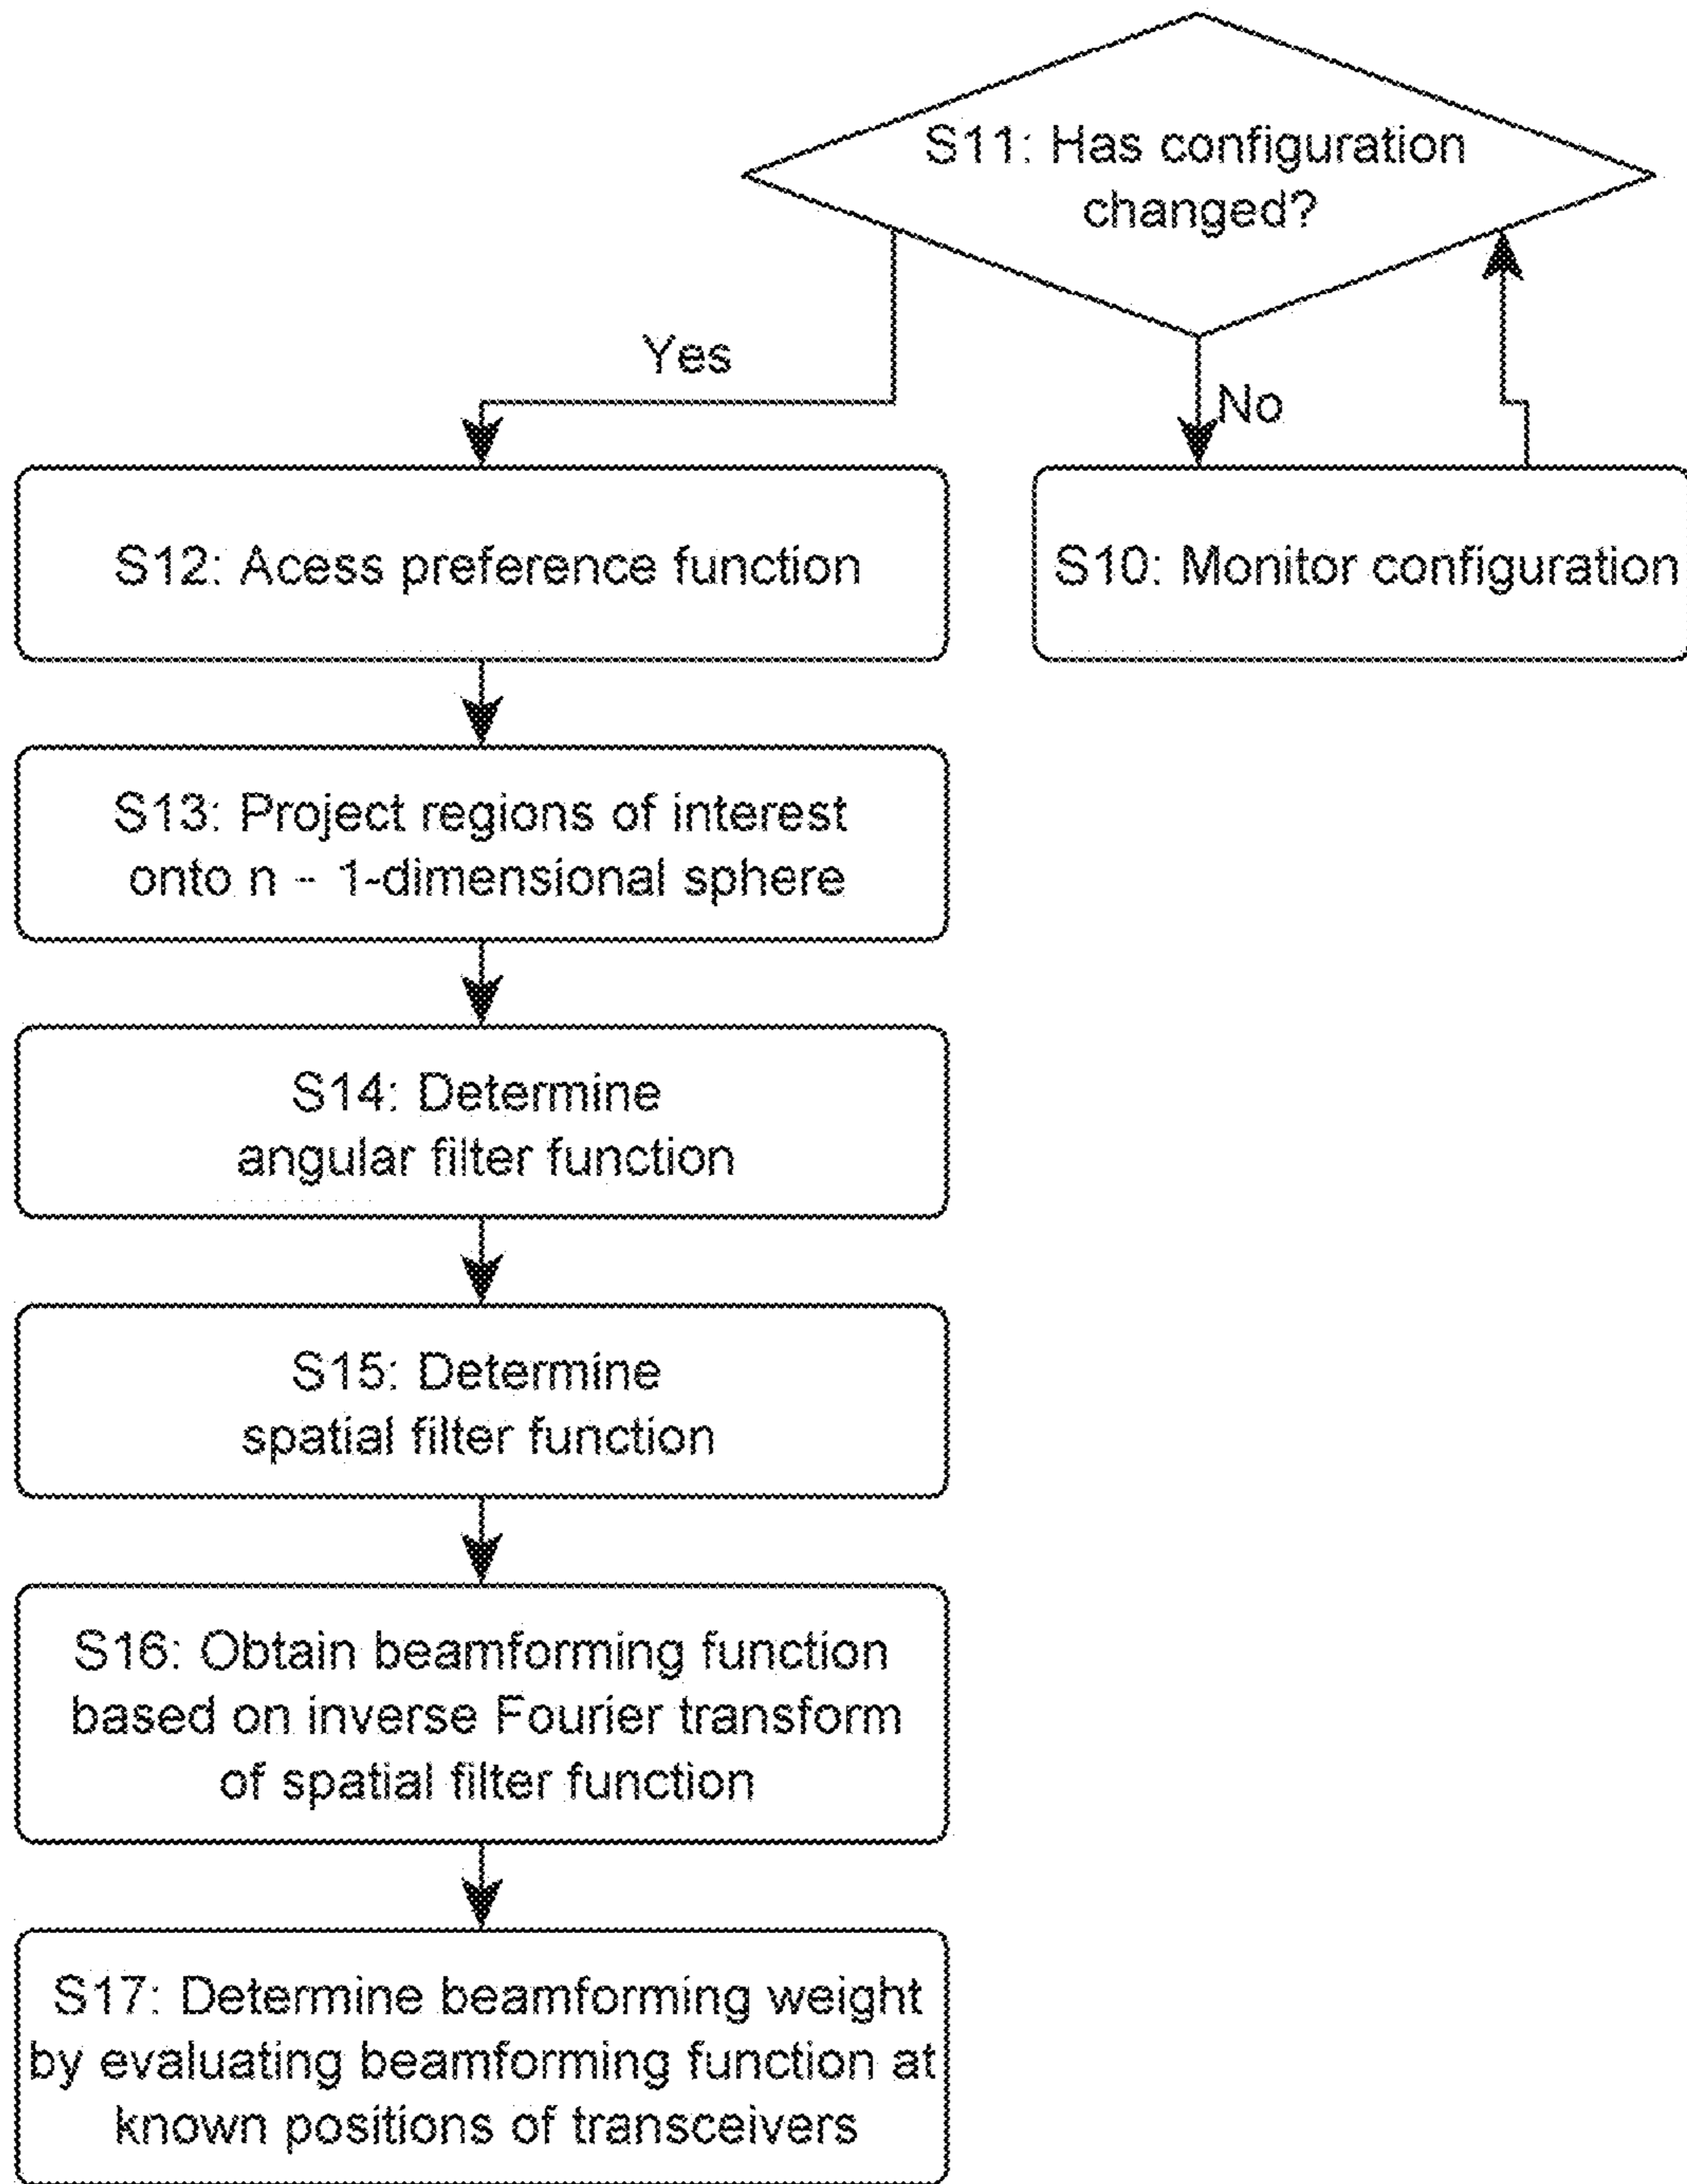 S11: Has configuration
changed?
Yes
No
S12: Acess preference function
S10: Monitor configuration
S13: Project regions of interest
onto n - 1-dimensional sphere
S14: Determine
angular filter function
S15: Determine
spatial filter function
S16: Obtain beamforming function
based on inverse Fourier transform
of spatial filter function
S17: Determine beamforming weight
by evaluating beamforming function at
known positions of transceivers